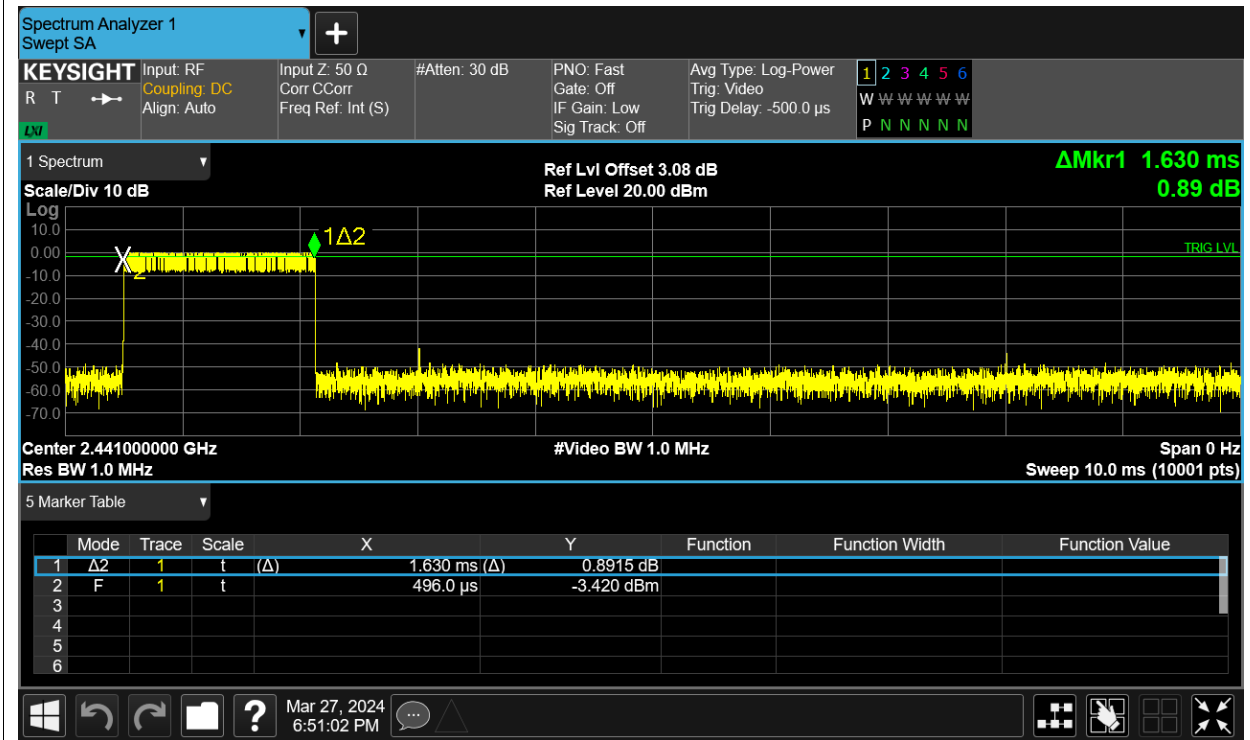 Spectrum Analyzer 1
Swept SA
KEYSIGHT
R T
LXI
Input: RF
Coupling: DC
Align: Auto
Input Z: 50 Ω
Corr CCorr
Freq Ref: Int (S)
#Atten: 30 dB
PNO: Fast
Gate: Off
IF Gain: Low
Sig Track: Off
Avg Type: Log-Power
Trig: Video
Trig Delay: -500.0 µs
1 2 3 4 5 6
W W W W W W
P N N N N N
1 Spectrum
Scale/Div 10 dB
Ref Lvl Offset 3.08 dB
Ref Level 20.00 dBm
ΔMkr1 1.630 ms
0.89 dB
Log
10.0
0.00
-10.0
-20.0
-30.0
-40.0
-50.0
-60.0
-70.0
X
2
1Δ2
TRIG LVL
Center 2.441000000 GHz
Res BW 1.0 MHz
#Video BW 1.0 MHz
Span 0 Hz
Sweep 10.0 ms (10001 pts)
5 Marker Table
Mode Trace Scale X Y Function Function Width Function Value
1 Δ2 1 t (Δ) 1.630 ms (Δ) 0.8915 dB
2 F 1 t 496.0 µs -3.420 dBm
3
4
5
6
?
Mar 27, 2024
6:51:02 PM